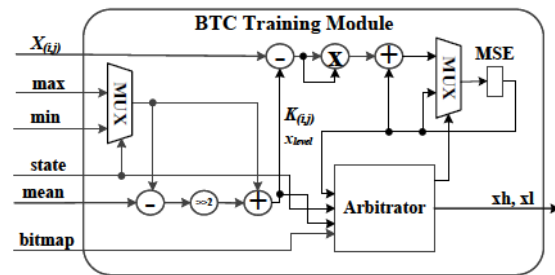 BTC Training Module
X(i,j)
- x + MUX MSE
max
MUX
min
K(i,j)
xlevel
state
mean
- >>2 +
Arbitrator
xh, xl
bitmap